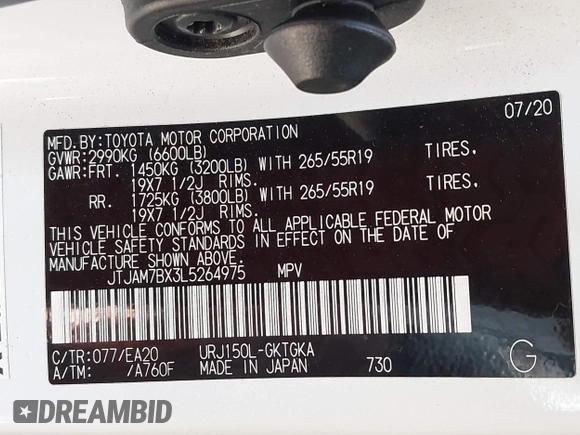 07/20
MFD.BY:TOYOTA MOTOR CORPORATION
GVWR:2990KG (6600LB)
GAWR:FRT. 1450KG (3200LB) WITH 265/55R19 TIRES.
19X7 1/2J RIMS.
RR. 1725KG (3800LB) WITH 265/55R19 TIRES.
19X7 1/2J RIMS.
THIS VEHICLE CONFORMS TO ALL APPLICABLE FEDERAL MOTOR
VEHICLE SAFETY STANDARDS IN EFFECT ON THE DATE OF
MANUFACTURE SHOWN ABOVE.
JTJAM7BX3L5264975 MPV
C/TR:077/EA20 URJ150L-GKTGKA
A/TM: /A760F MADE IN JAPAN 730
G
DREAMBID